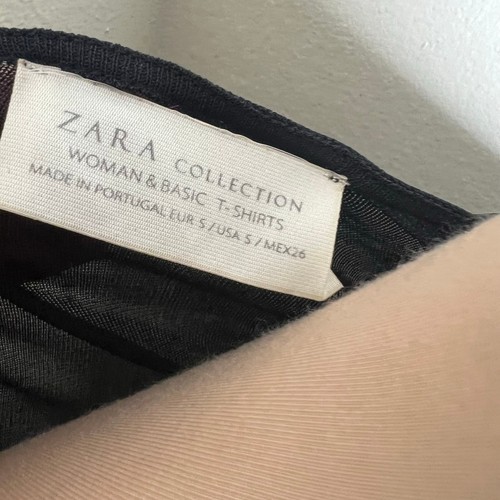 ZARA COLLECTION
WOMAN & BASIC T-SHIRTS
MADE IN PORTUGAL EUR S / USA S / MEX26